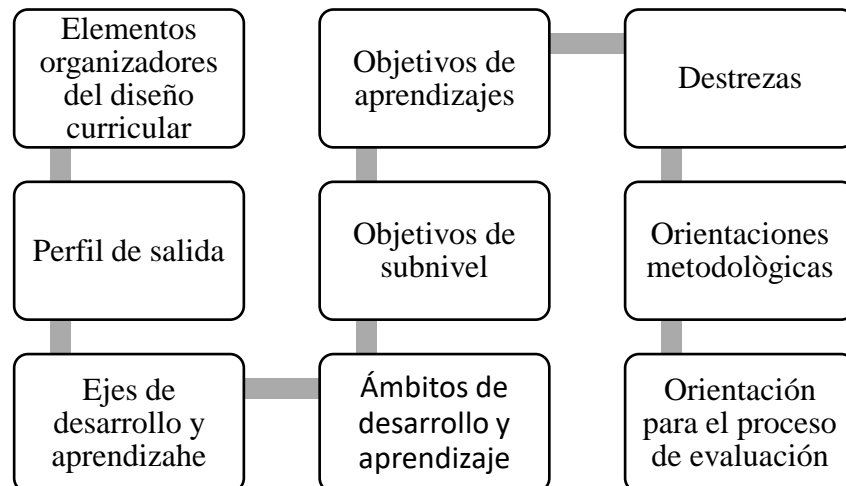 Elementos
organizadores
del diseño
curricular
Perfil de salida
Ejes de
desarrollo y
aprendizahe
Ámbitos de
desarrollo y
aprendizaje
Objetivos de
subnivel
Objetivos de
aprendizajes
Destrezas
Orientaciones
metodològicas
Orientación
para el proceso
de evaluación